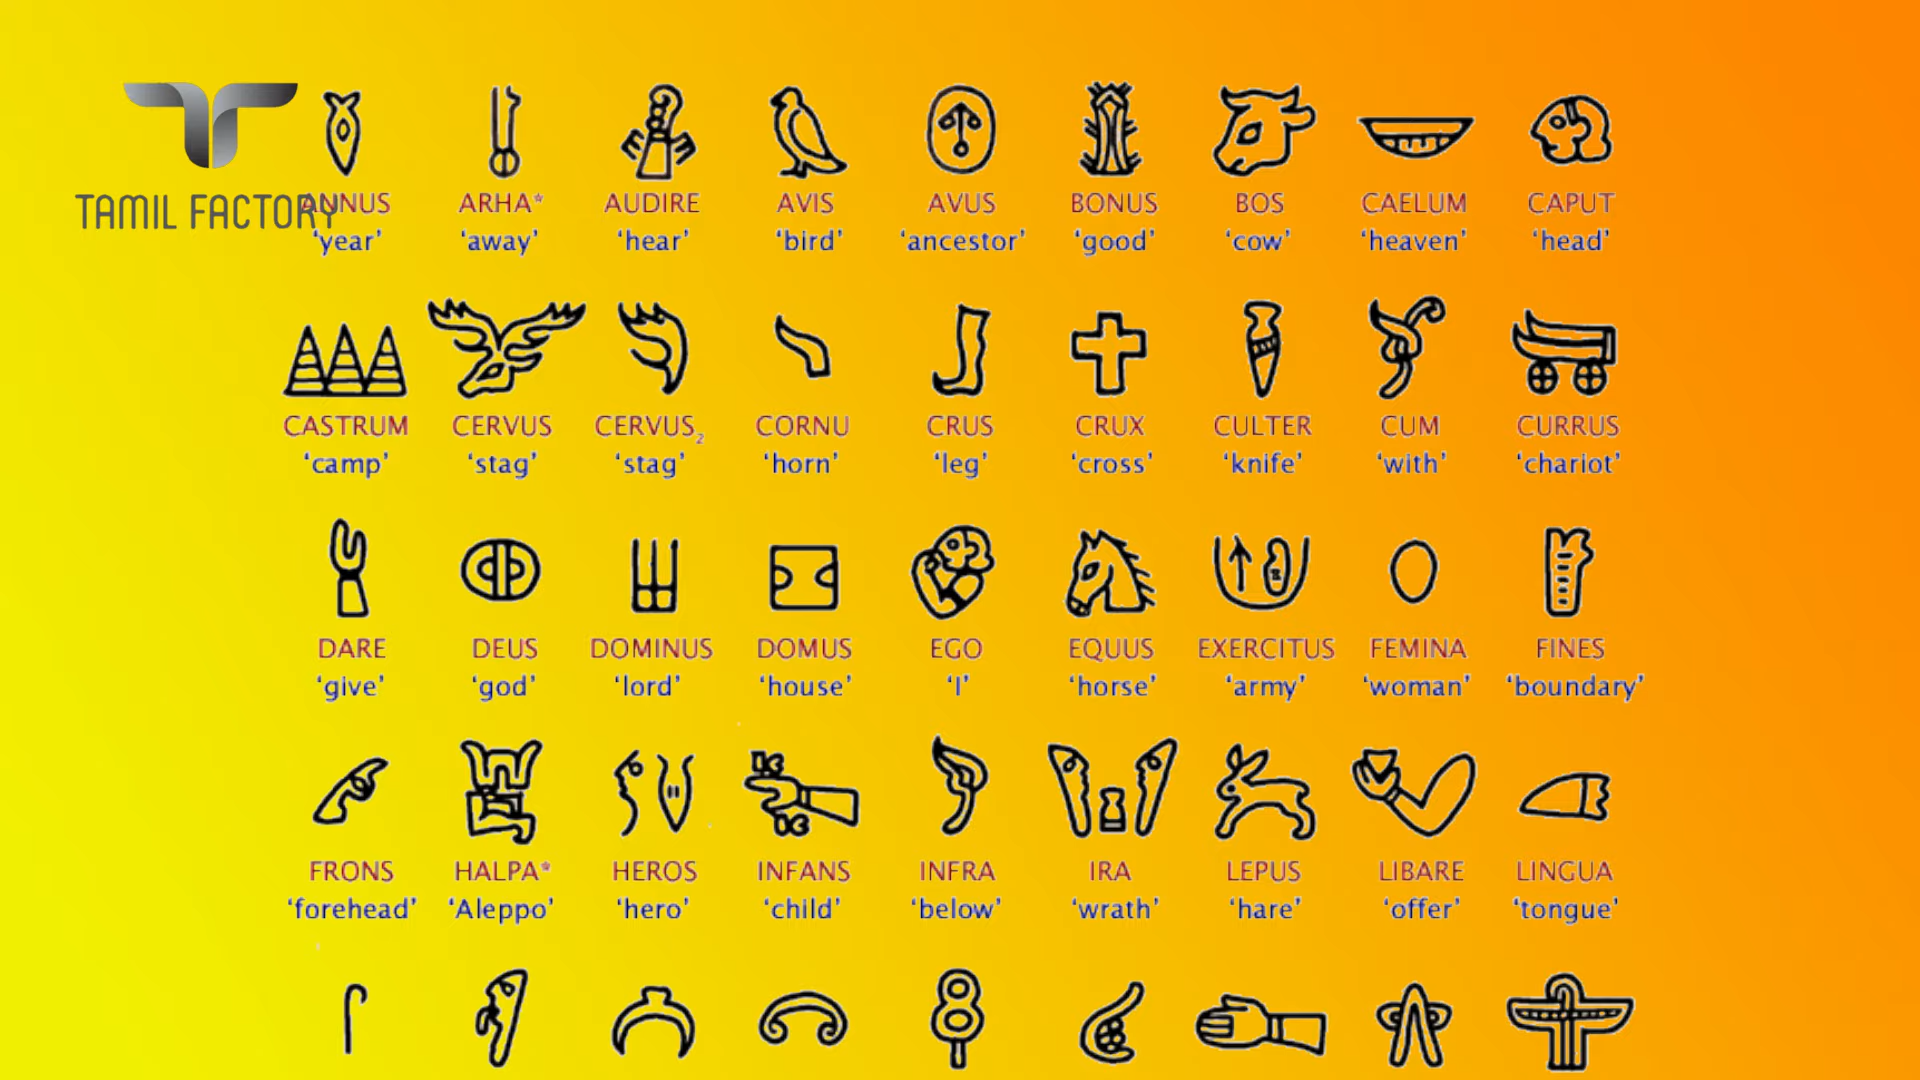 TAMIL FACTORY
ANNUS ARHA* AUDIRE AVIS AVUS BONUS BOS CAELUM CAPUT
‘year’ ‘away’ ‘hear’ ‘bird’ ‘ancestor’ ‘good’ ‘cow’ ‘heaven’ ‘head’
CASTRUM CERVUS CERVUS₂ CORNU CRUS CRUX CULTER CUM CURRUS
‘camp’ ‘stag’ ‘stag’ ‘horn’ ‘leg’ ‘cross’ ‘knife’ ‘with’ ‘chariot’
DARE DEUS DOMINUS DOMUS EGO EQUUS EXERCITUS FEMINA FINES
‘give’ ‘god’ ‘lord’ ‘house’ ‘I’ ‘horse’ ‘army’ ‘woman’ ‘boundary’
FRONS HALPA* HEROS INFANS INFRA IRA LEPUS LIBARE LINGUA
‘forehead’ ‘Aleppo’ ‘hero’ ‘child’ ‘below’ ‘wrath’ ‘hare’ ‘offer’ ‘tongue’